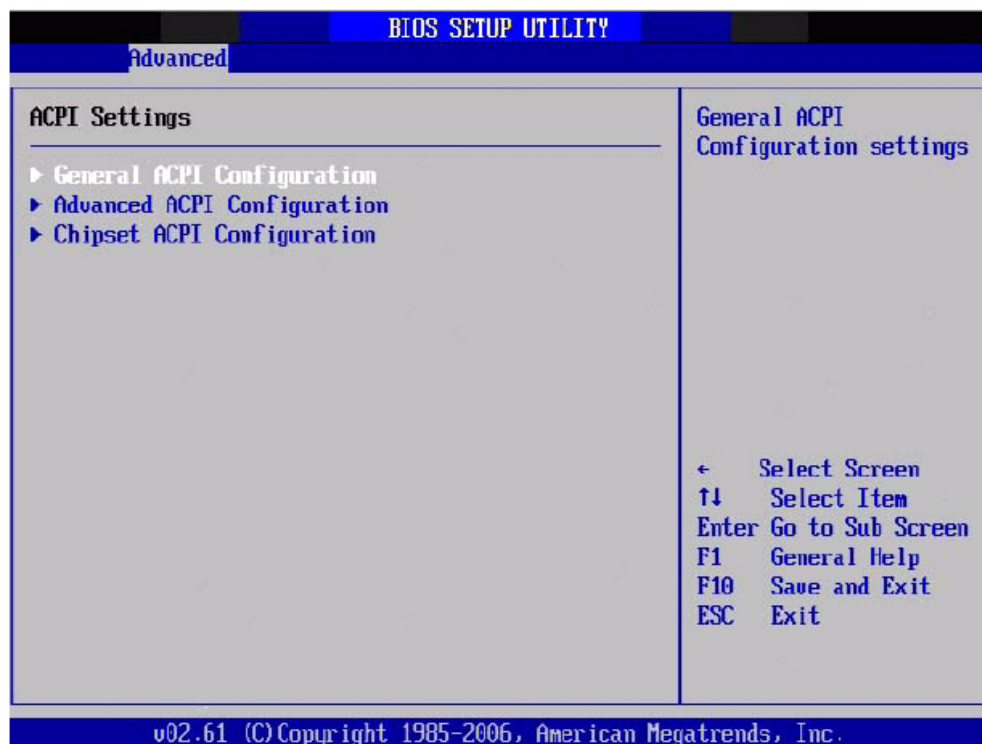 BIOS SETUP UTILITY
Advanced
ACPI Settings
▶ General ACPI Configuration
▶ Advanced ACPI Configuration
▶ Chipset ACPI Configuration
General ACPI
Configuration settings
← Select Screen
↑↓ Select Item
Enter Go to Sub Screen
F1 General Help
F10 Save and Exit
ESC Exit
v02.61 (C)Copyright 1985-2006, American Megatrends, Inc.